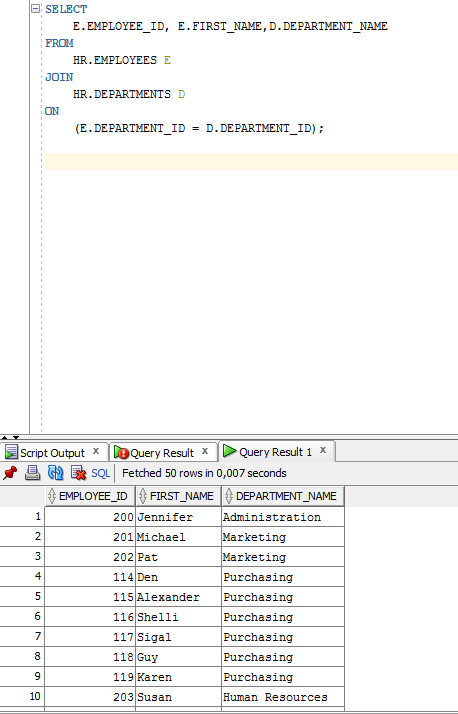 SELECT
E.EMPLOYEE_ID, E.FIRST_NAME,D.DEPARTMENT_NAME
FROM
HR.EMPLOYEES E
JOIN
HR.DEPARTMENTS D
ON
(E.DEPARTMENT_ID = D.DEPARTMENT_ID);
Script Output x Query Result x Query Result 1 x
SQL Fetched 50 rows in 0,007 seconds
EMPLOYEE_ID FIRST_NAME DEPARTMENT_NAME
1 200 Jennifer Administration
2 201 Michael Marketing
3 202 Pat Marketing
4 114 Den Purchasing
5 115 Alexander Purchasing
6 116 Shelli Purchasing
7 117 Sigal Purchasing
8 118 Guy Purchasing
9 119 Karen Purchasing
10 203 Susan Human Resources